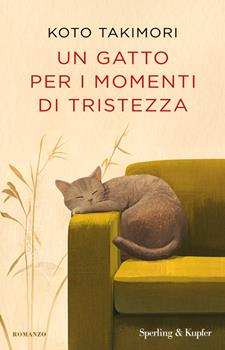 KOTO TAKIMORI
UN GATTO
PER I MOMENTI
DI TRISTEZZA
ROMANZO
Sperling & Kupfer